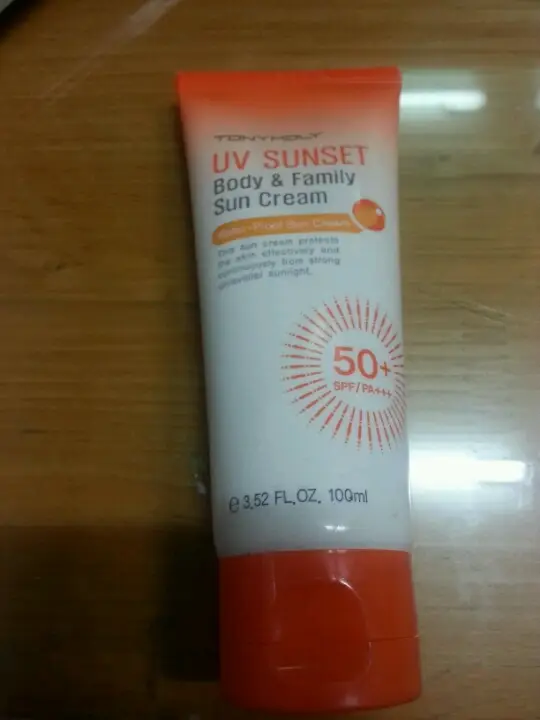 TONYMOLY
UV SUNSET
Body & Family
Sun Cream
Water-Proof Sun Cream
This sun cream protects
the skin effectively and
continuously from strong
ultraviolet sunlight.
50+
SPF/PA+++
e 3.52 FL.OZ. 100ml